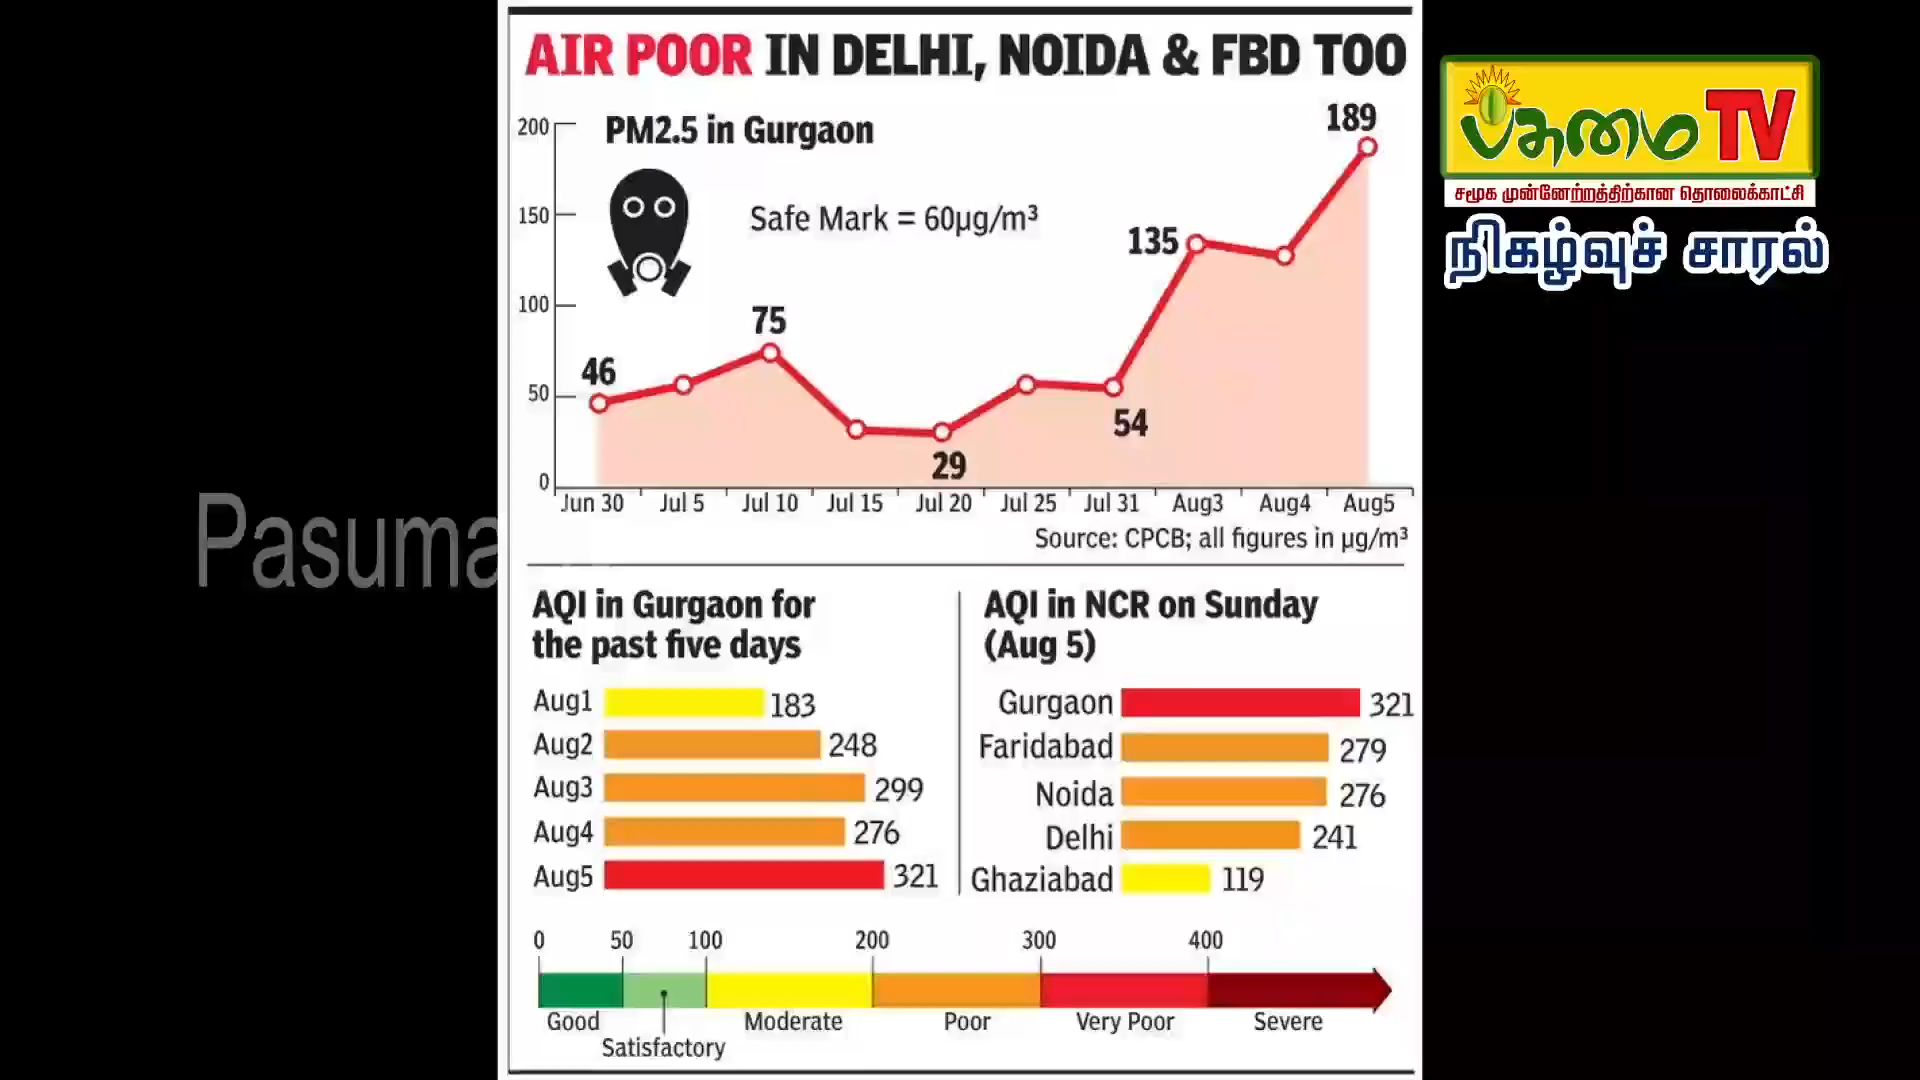 AIR POOR IN DELHI, NOIDA & FBD TOO
PM2.5 in Gurgaon
Safe Mark = 60µg/m³
200
150
100
50
0
46
75
29
54
135
189
Jun 30 Jul 5 Jul 10 Jul 15 Jul 20 Jul 25 Jul 31 Aug3 Aug4 Aug5
Source: CPCB; all figures in µg/m³
AQI in Gurgaon for
the past five days
Aug1 183
Aug2 248
Aug3 299
Aug4 276
Aug5 321
AQI in NCR on Sunday
(Aug 5)
Gurgaon 321
Faridabad 279
Noida 276
Delhi 241
Ghaziabad 119
0 50 100 200 300 400
Good Moderate Poor Very Poor Severe
Satisfactory
பசுமை TV
சமூக முன்னேற்றத்திற்கான தொலைக்காட்சி
நிகழ்வுச் சாரல்
Pasuma